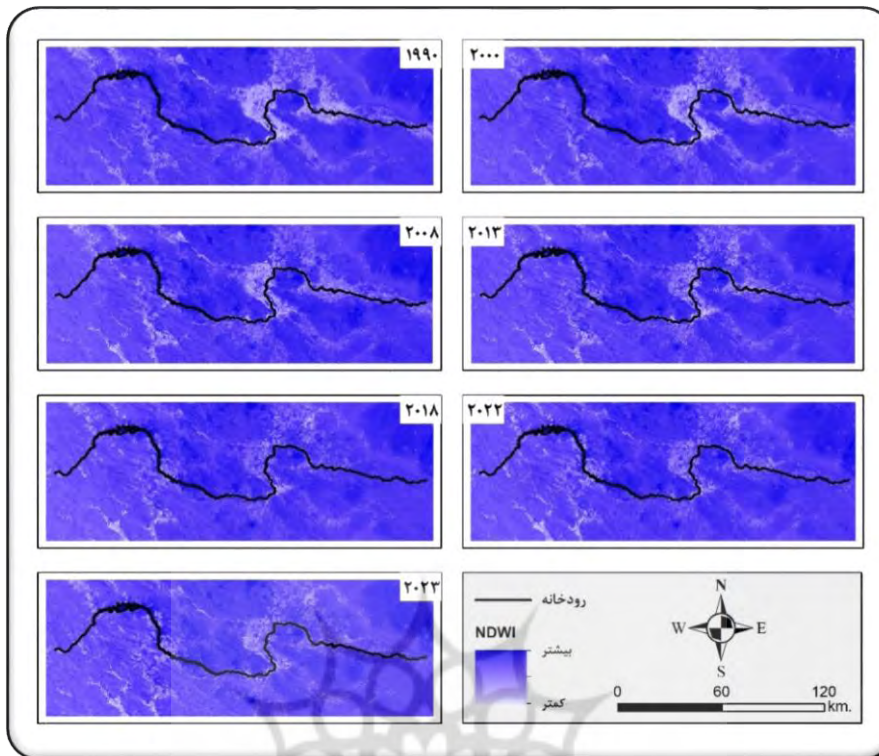 ۱۹۹۰
۲۰۰۰
۲۰۰۸
۲۰۱۳
۲۰۱۸
۲۰۲۲
۲۰۲۳
رودخانه
NDWI
بیشتر
کمتر
N
W E
S
0 60 120
km.